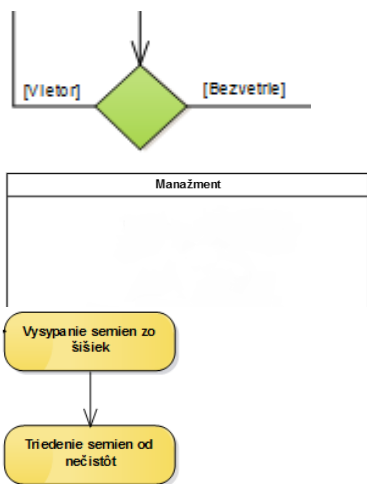 [Vietor]
[Bezvetrie]
Manažment
Vysypanie semien zo
šišiek
Triedenie semien od
nečistôt